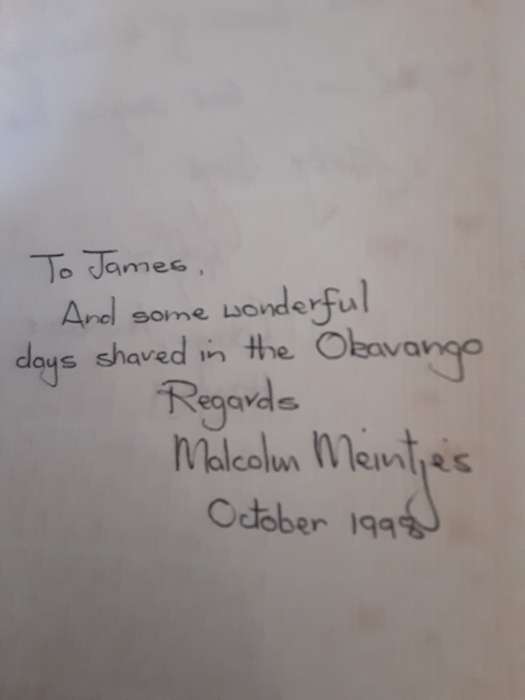 To James.
And some wonderful
days shared in the Okavango
Regards
Malcolm Meintjes
October 1998